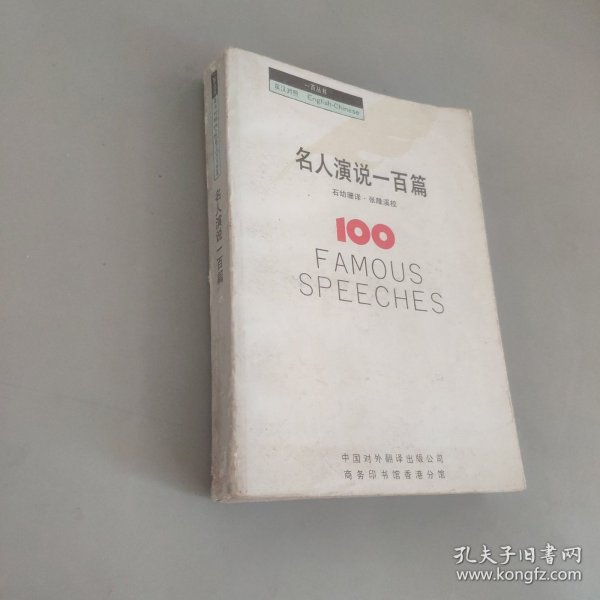 一百丛书
英汉对照 English-Chinese
名人演说一百篇
石幼珊译·张隆溪校
100
FAMOUS
SPEECHES
中国对外翻译出版公司
商务印书馆香港分馆
名人演说一百篇
孔夫子旧书网
www.kongfz.com